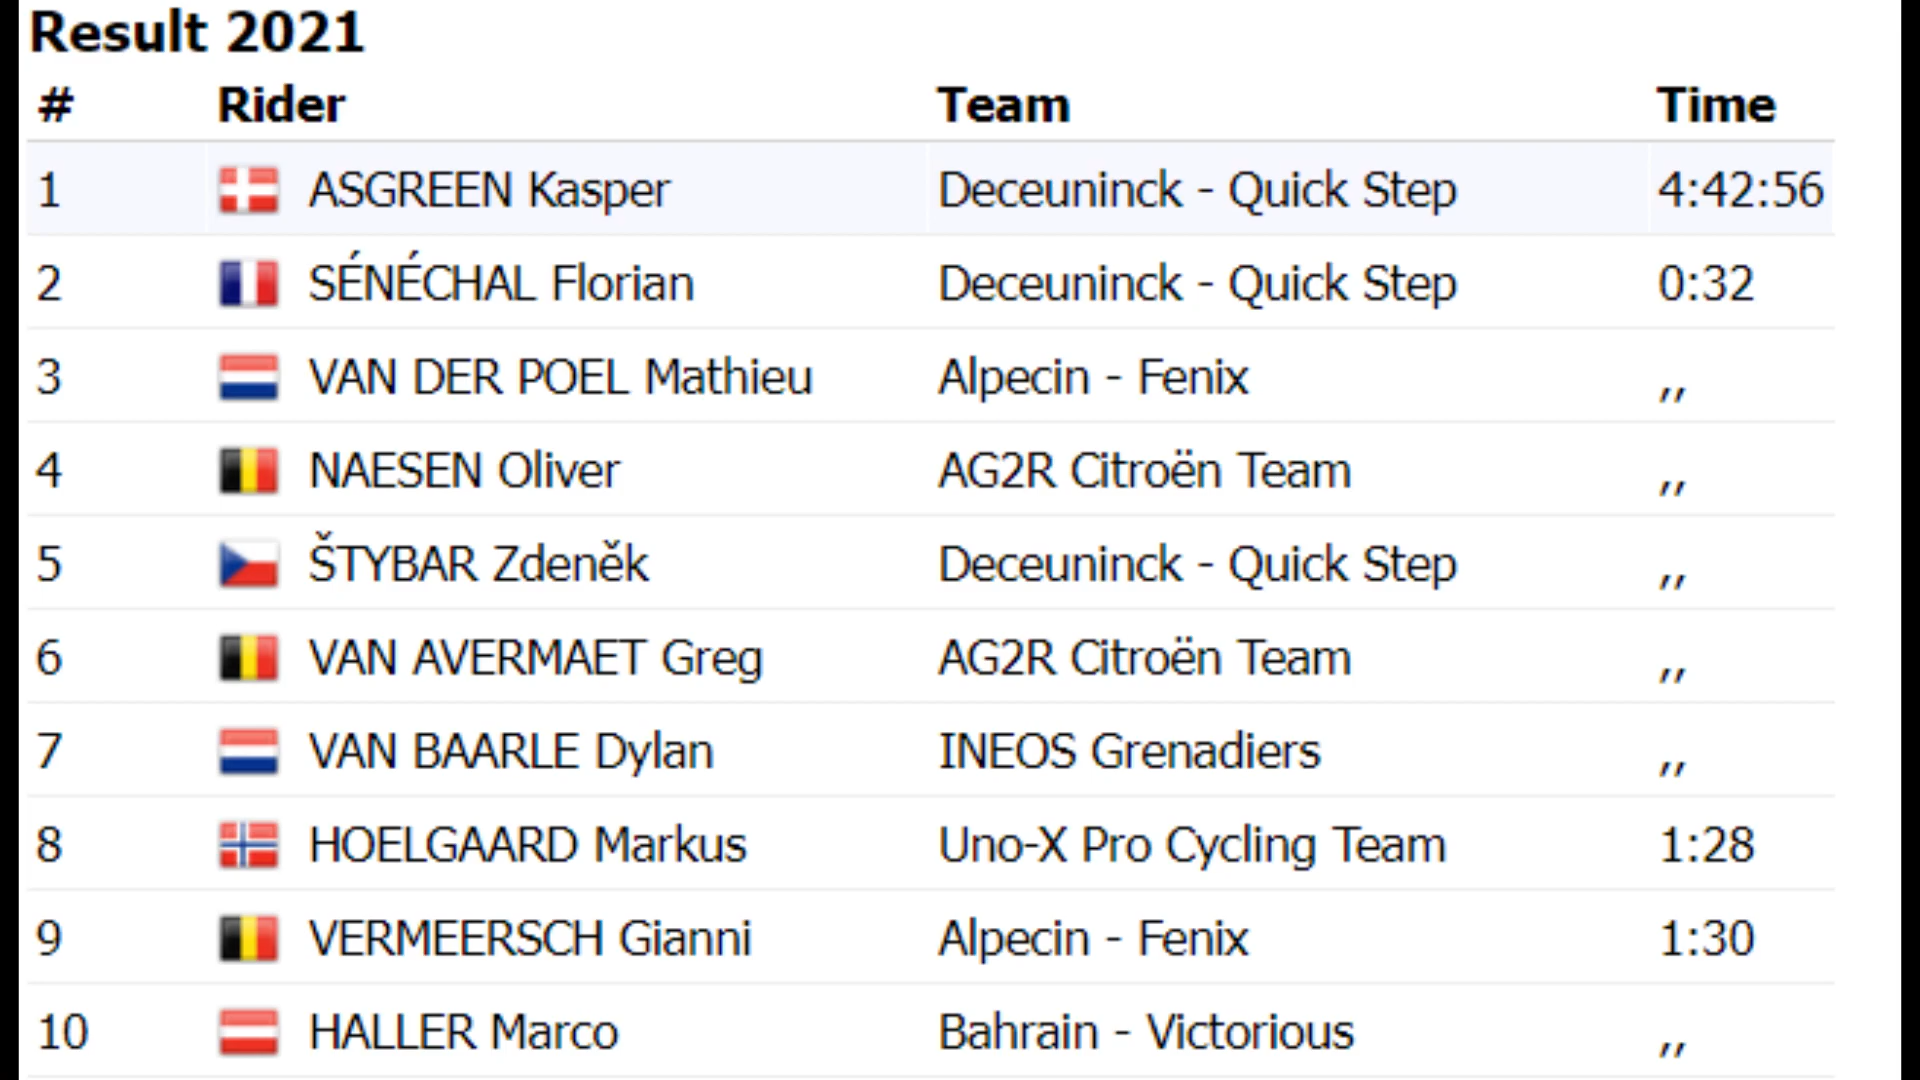 Result 2021
# Rider Team Time
1 ASGREEN Kasper Deceuninck - Quick Step 4:42:56
2 SÉNÉCHAL Florian Deceuninck - Quick Step 0:32
3 VAN DER POEL Mathieu Alpecin - Fenix ,,
4 NAESEN Oliver AG2R Citroën Team ,,
5 ŠTYBAR Zdeněk Deceuninck - Quick Step ,,
6 VAN AVERMAET Greg AG2R Citroën Team ,,
7 VAN BAARLE Dylan INEOS Grenadiers ,,
8 HOELGAARD Markus Uno-X Pro Cycling Team 1:28
9 VERMEERSCH Gianni Alpecin - Fenix 1:30
10 HALLER Marco Bahrain - Victorious ,,